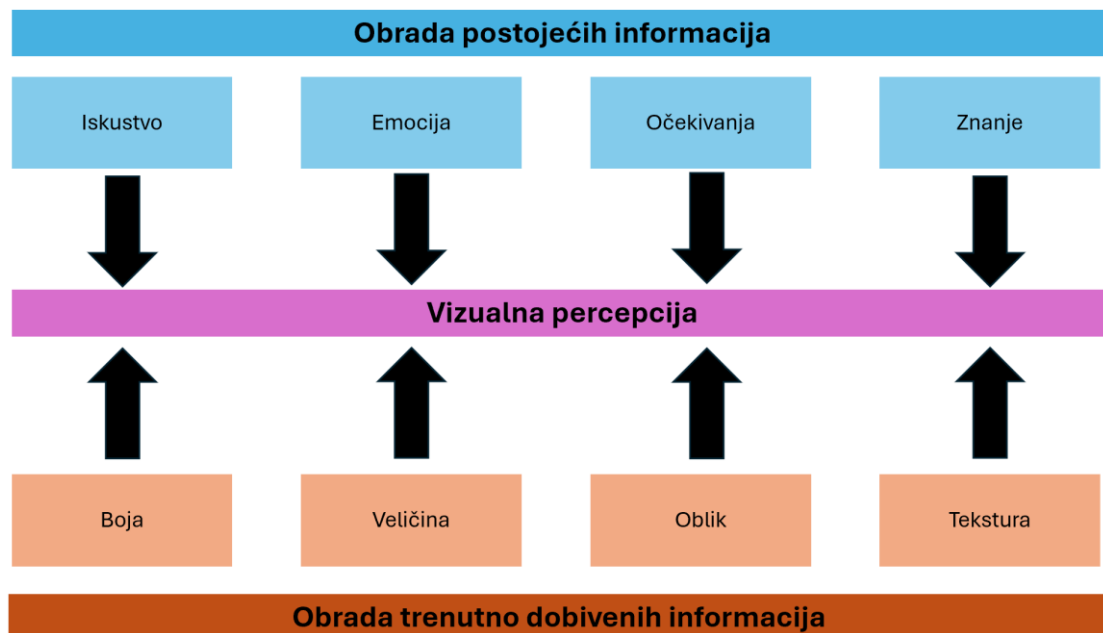 Obrada postojećih informacija
Iskustvo
Emocija
Očekivanja
Znanje
Vizualna percepcija
Boja
Veličina
Oblik
Tekstura
Obrada trenutno dobivenih informacija